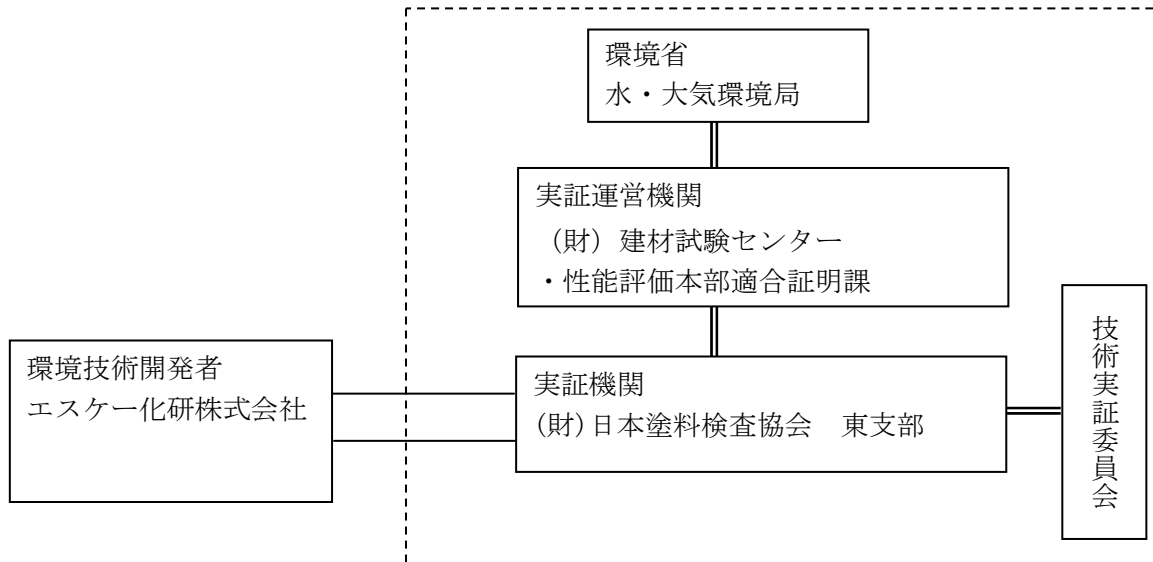 環境省
水・大気環境局
実証運営機関
（財）建材試験センター
・性能評価本部適合証明課
環境技術開発者
エスケー化研株式会社
実証機関
(財)日本塗料検査協会　東支部
技術実証委員会